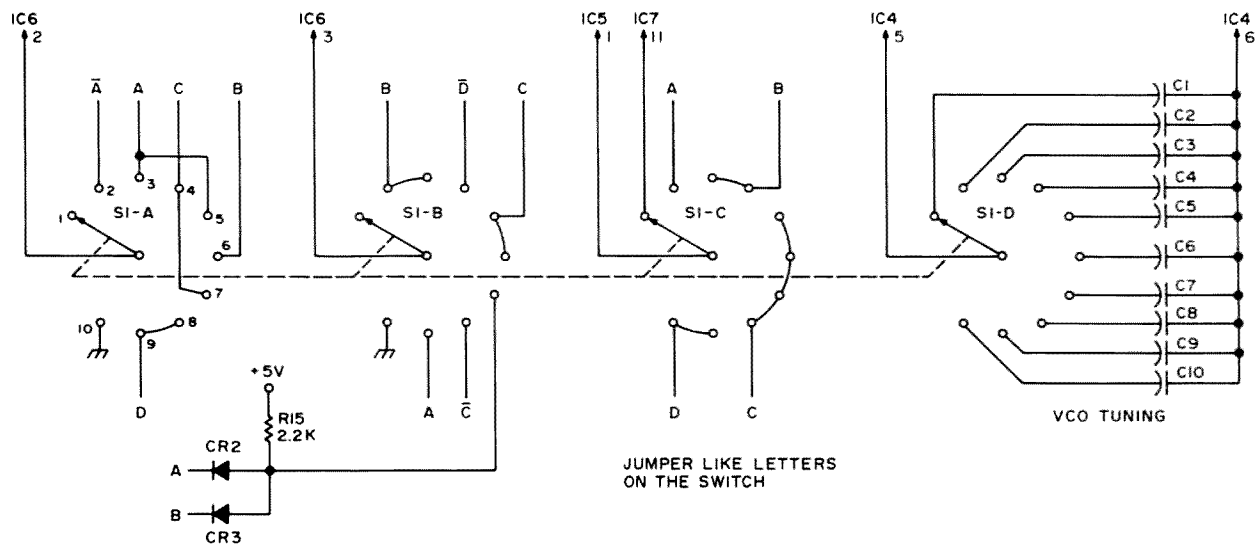 IC6 IC6 IC5 IC7 IC4 IC4
2 3 1 11 5 6
A̅ A C B B D̅ C A B C1
C2
C3
2 3 4 C4
1 S1-A 5 S1-B S1-C S1-D C5
6 C6
7 C7
10 9 8 C8
C9
C10
+5V
D A C̅ D C VCO TUNING
R15
2.2K
CR2
A
JUMPER LIKE LETTERS
ON THE SWITCH
B
CR3